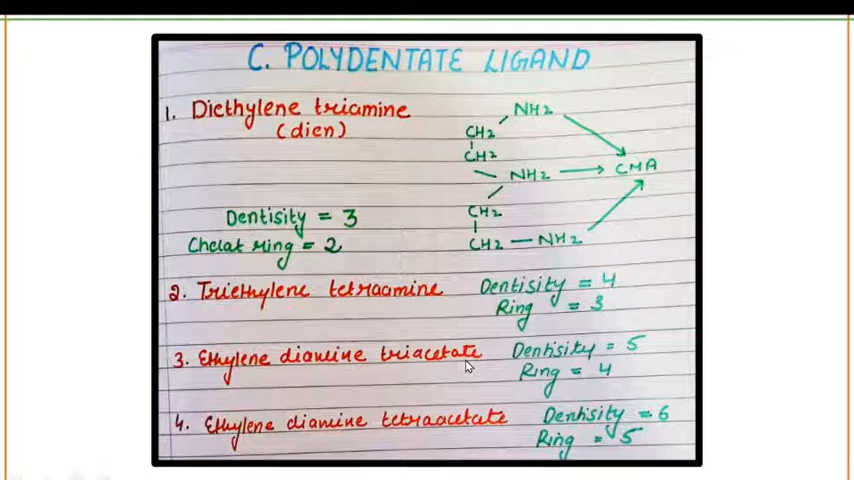 C. POLYDENTATE LIGAND
1. Diethylene triamine
(dien)
NH2
CH2
CH2
NH2
CMA
CH2
CH2 — NH2
Dentisity = 3
Chelat ring = 2
2. Triethylene tetraamine Dentisity = 4
Ring = 3
3. Ethylene diamine triacetate Dentisity = 5
Ring = 4
4. Ethylene diamine tetraacetate Dentisity = 6
Ring = 5